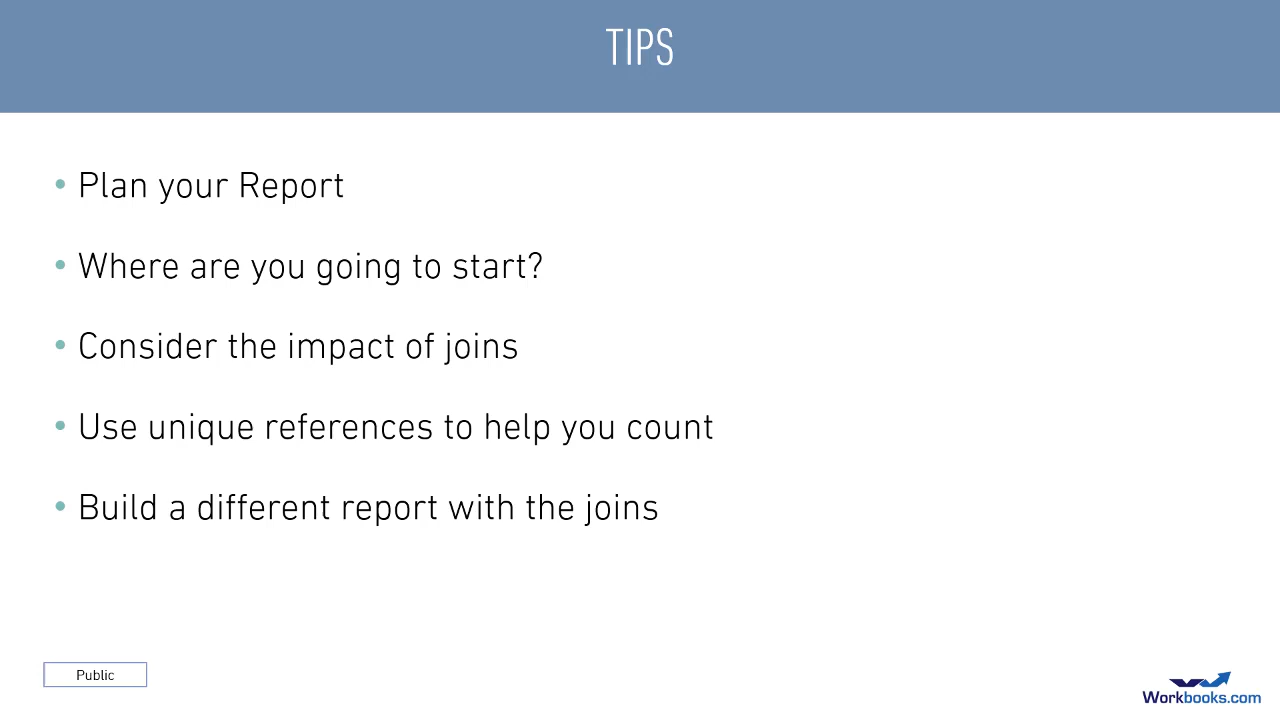 TIPS
• Plan your Report
• Where are you going to start?
• Consider the impact of joins
• Use unique references to help you count
• Build a different report with the joins
Public
Workbooks.com